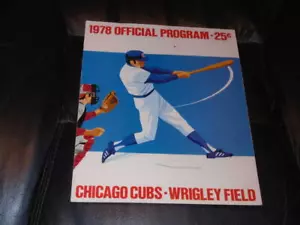 1978 OFFICIAL PROGRAM · 25¢
CHICAGO CUBS · WRIGLEY FIELD